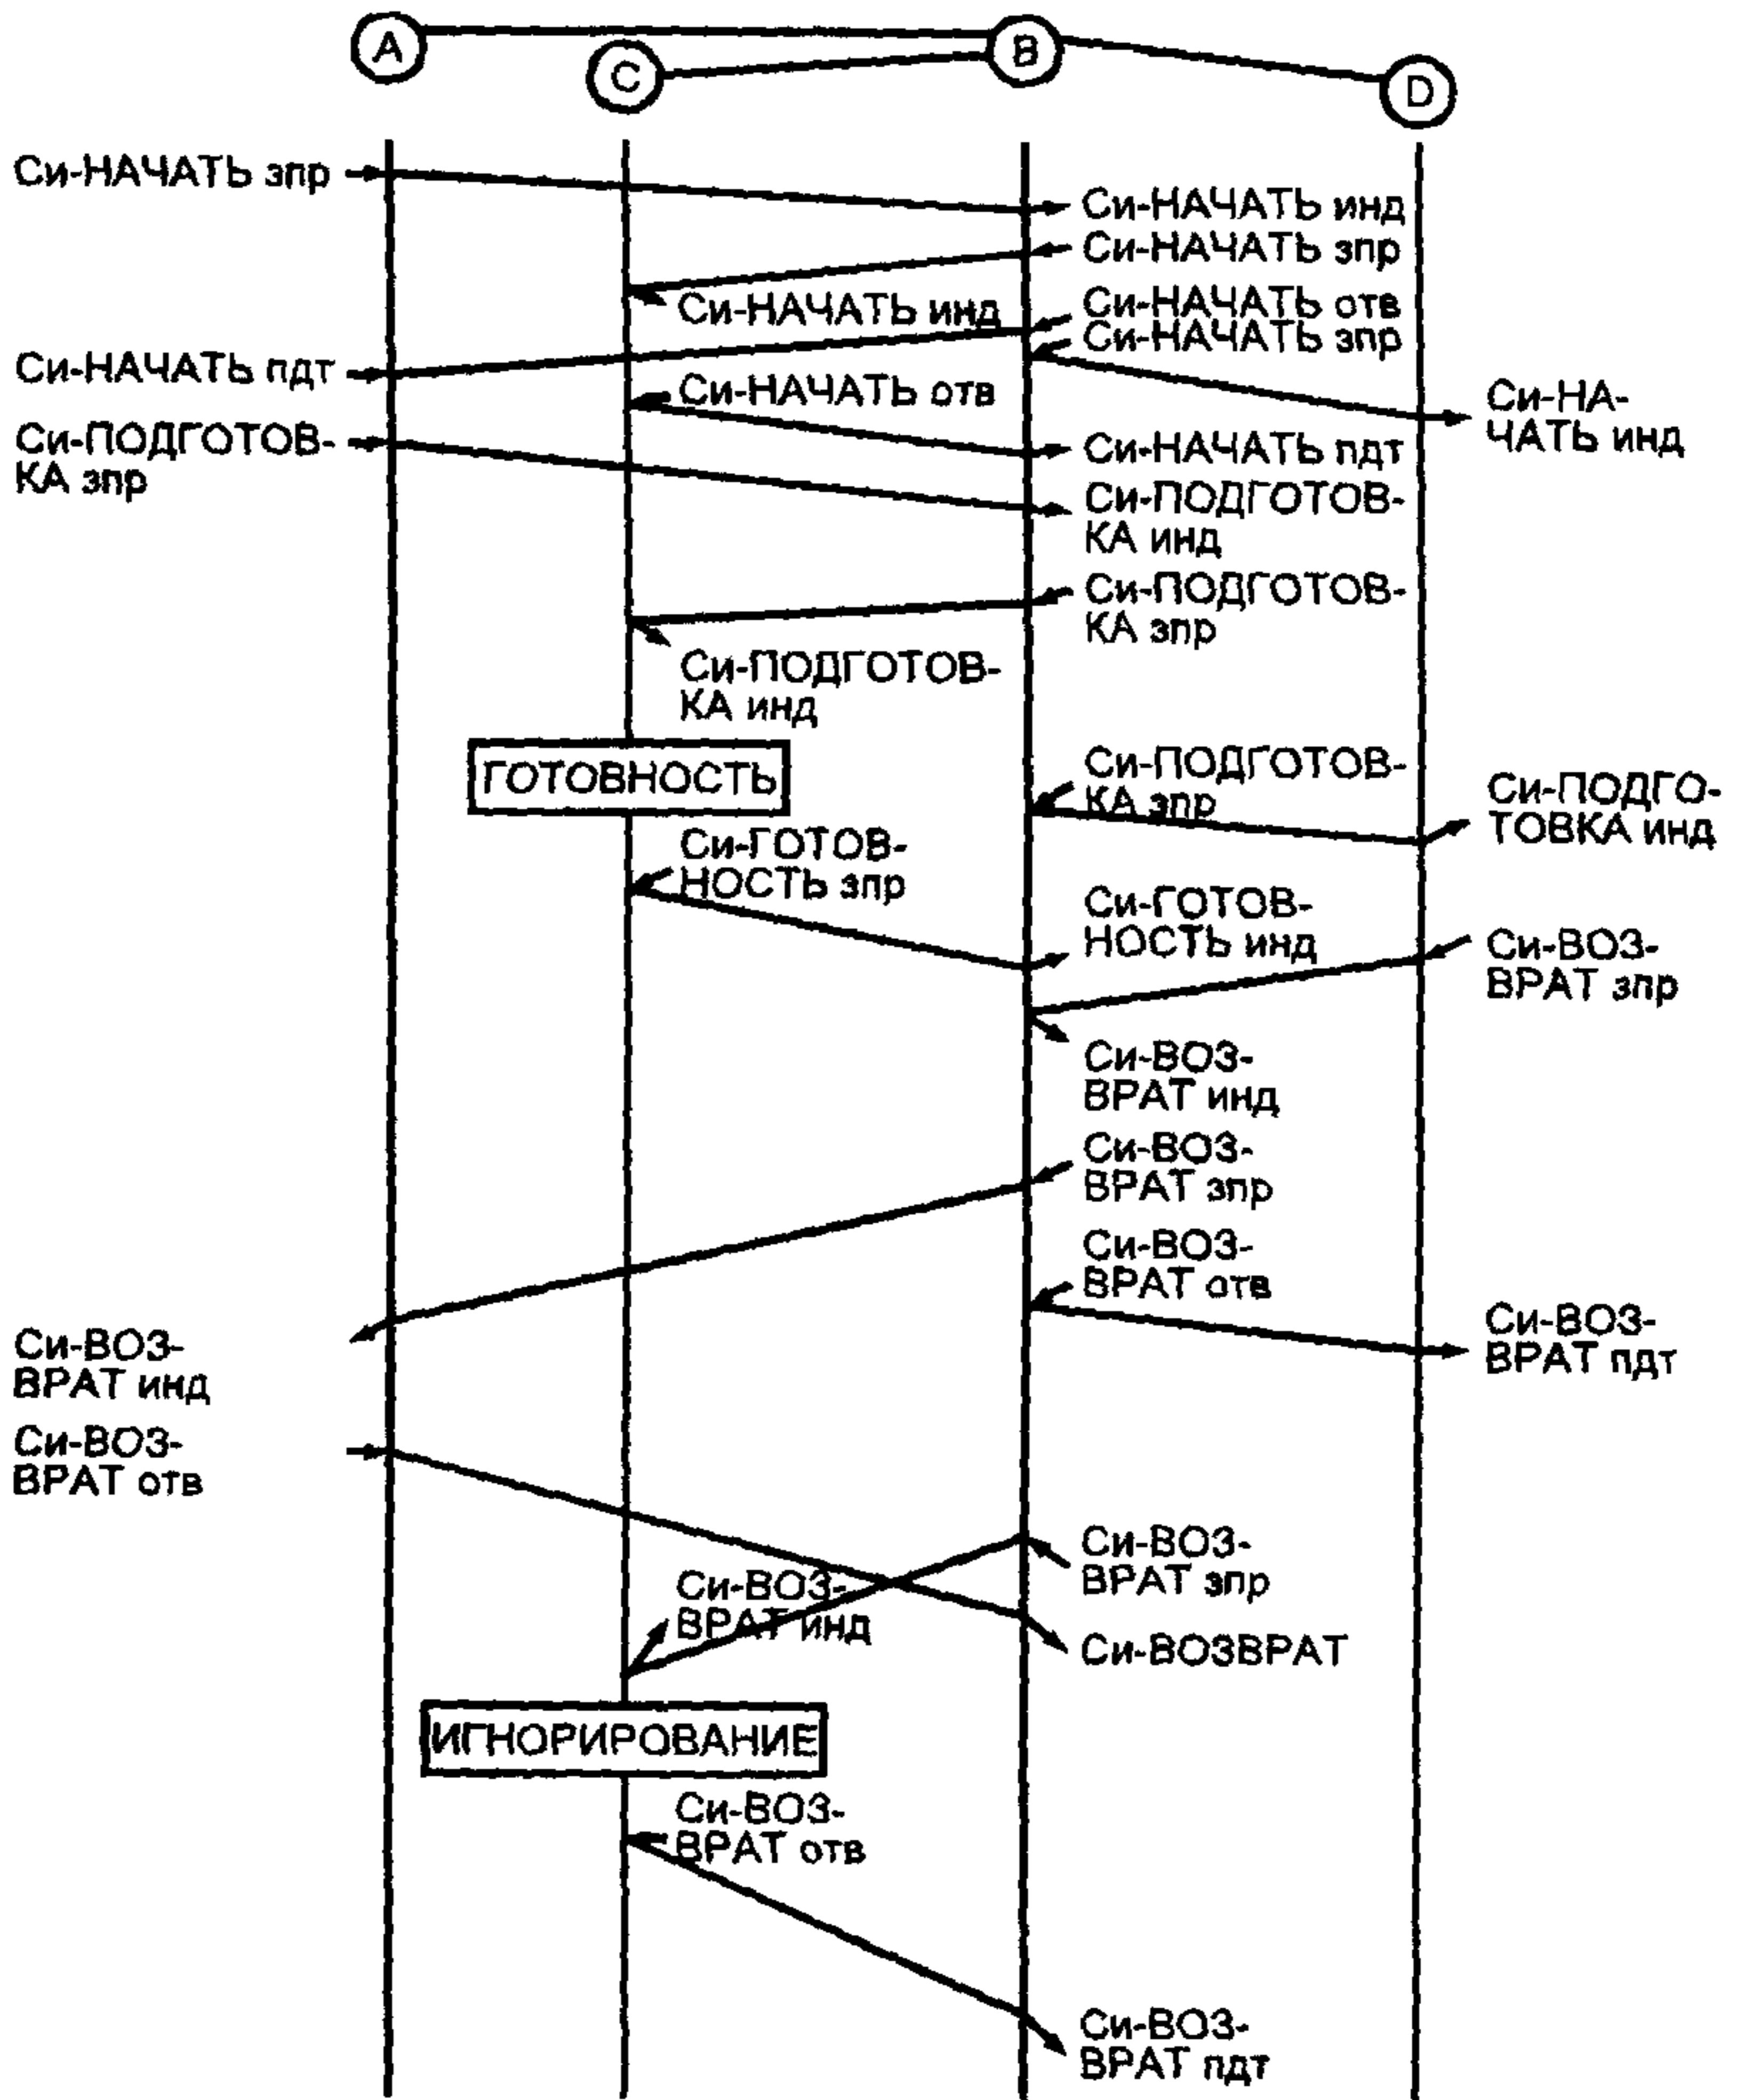 A
C
B
D
Си-НАЧАТЬ зпр
Си-НАЧАТЬ инд
Си-НАЧАТЬ зпр
Си-НАЧАТЬ инд
Си-НАЧАТЬ отв
Си-НАЧАТЬ зпр
Си-НАЧАТЬ пдт
Си-НАЧАТЬ отв
Си-НА-
ЧАТЬ инд
Си-ПОДГОТОВ-
КА зпр
Си-НАЧАТЬ пдт
Си-ПОДГОТОВ-
КА инд
Си-ПОДГОТОВ-
КА зпр
Си-ПОДГОТОВ-
КА инд
ГОТОВНОСТЬ
Си-ПОДГОТОВ-
КА зпр
Си-ПОДГО-
ТОВКА инд
Си-ГОТОВ-
НОСТЬ зпр
Си-ГОТОВ-
НОСТЬ инд
Си-ВОЗ-
ВРАТ зпр
Си-ВОЗ-
ВРАТ инд
Си-ВОЗ-
ВРАТ зпр
Си-ВОЗ-
ВРАТ отв
Си-ВОЗ-
ВРАТ инд
Си-ВОЗ-
ВРАТ пдт
Си-ВОЗ-
ВРАТ отв
Си-ВОЗ-
ВРАТ зпр
Си-ВОЗ-
ВРАТ инд
Си-ВОЗВРАТ
ИГНОРИРОВАНИЕ
Си-ВОЗ-
ВРАТ отв
Си-ВОЗ-
ВРАТ пдт